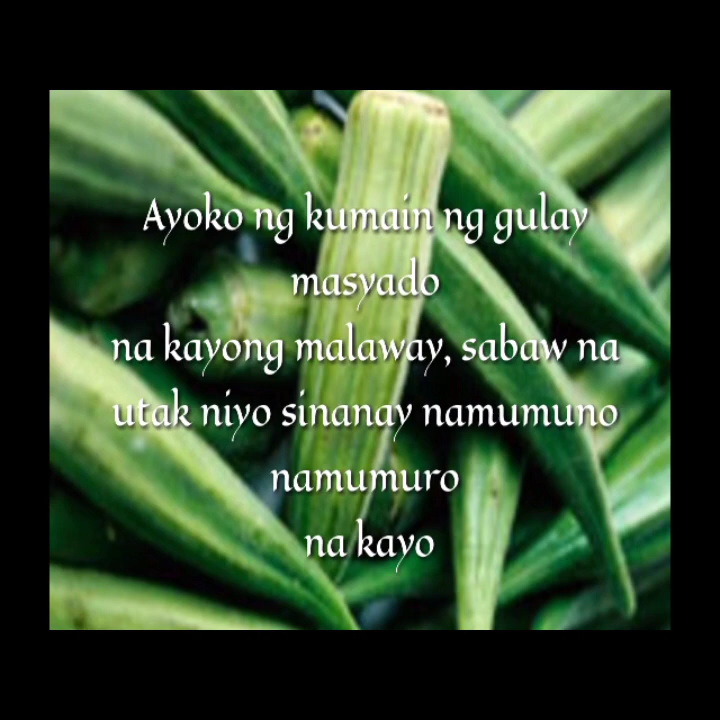 Ayoko ng kumain ng gulay
masyado
na kayong malaway, sabaw na
utak niyo sinanay namumuno
namumuro
na kayo